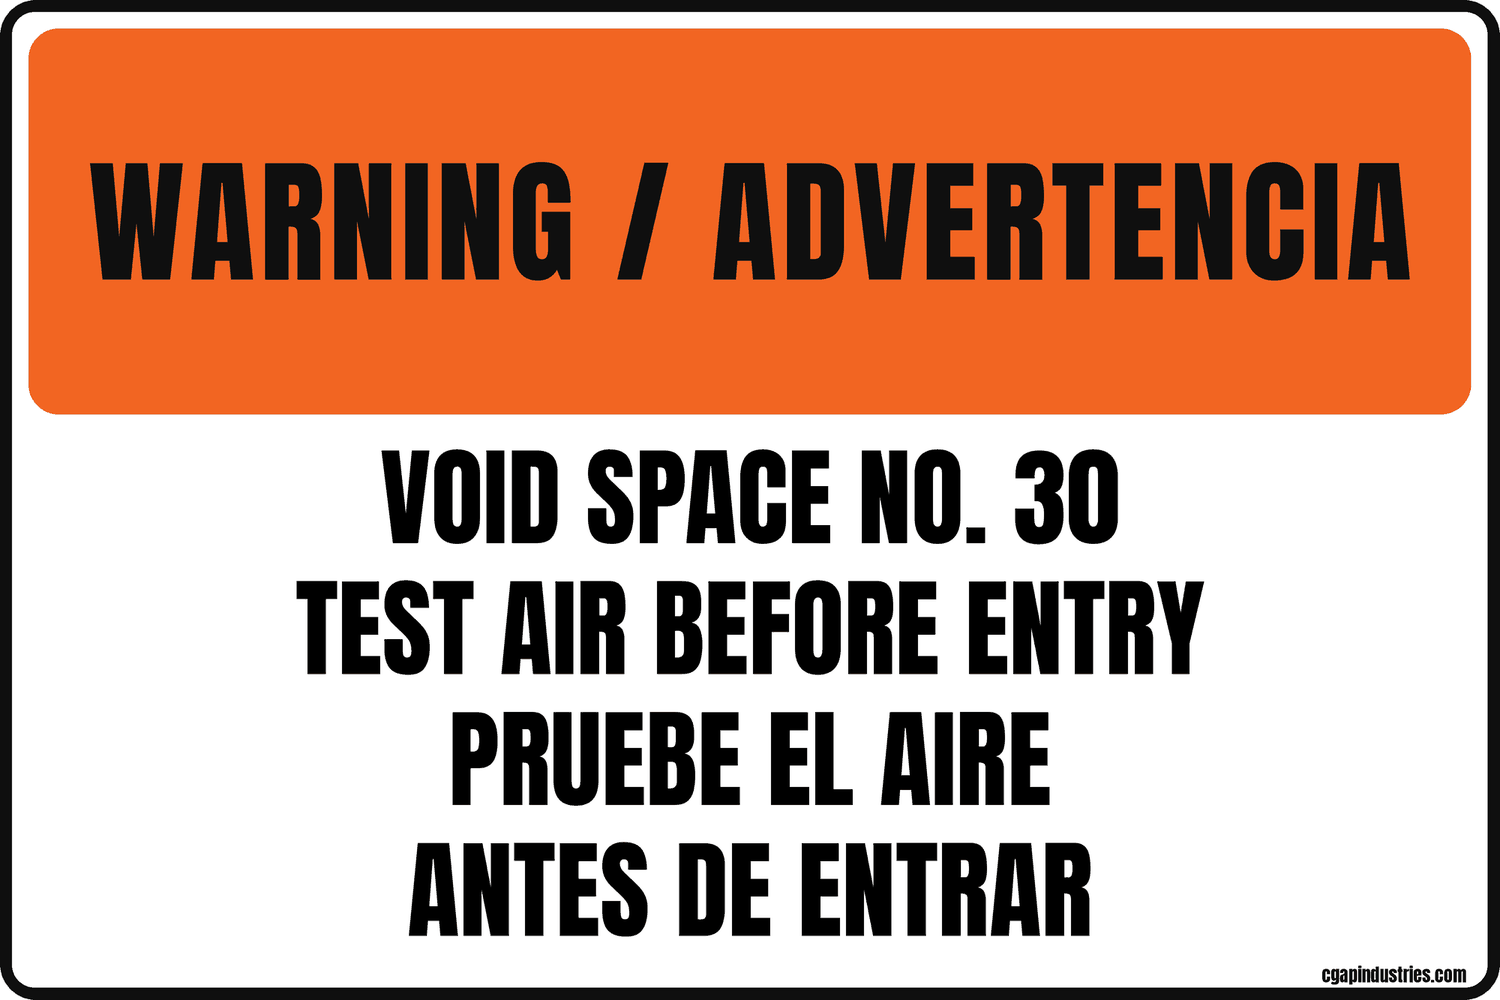 WARNING / ADVERTENCIA
VOID SPACE NO. 30
TEST AIR BEFORE ENTRY
PRUEBE EL AIRE
ANTES DE ENTRAR
cgapindustries.com